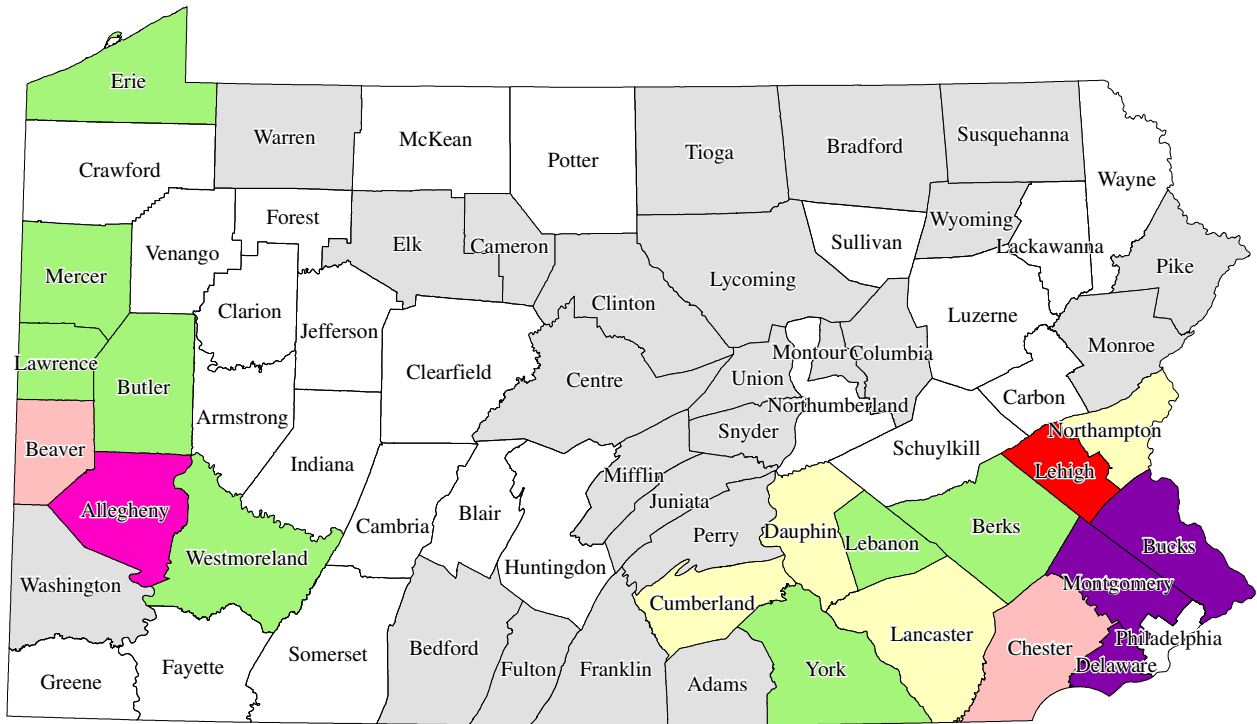 Erie
Warren
McKean
Potter
Tioga
Bradford
Susquehanna
Wayne
Crawford
Forest
Venango
Elk
Cameron
Sullivan
Wyoming
Lackawanna
Pike
Mercer
Clarion
Jefferson
Clinton
Lycoming
Luzerne
Monroe
Lawrence
Butler
Armstrong
Clearfield
Centre
Union
Montour
Columbia
Northumberland
Carbon
Northampton
Beaver
Indiana
Snyder
Schuylkill
Lehigh
Allegheny
Westmoreland
Cambria
Blair
Mifflin
Juniata
Perry
Huntingdon
Dauphin
Lebanon
Berks
Bucks
Montgomery
Washington
Cumberland
Lancaster
Chester
Philadelphia
Delaware
Greene
Fayette
Somerset
Bedford
Fulton
Franklin
Adams
York